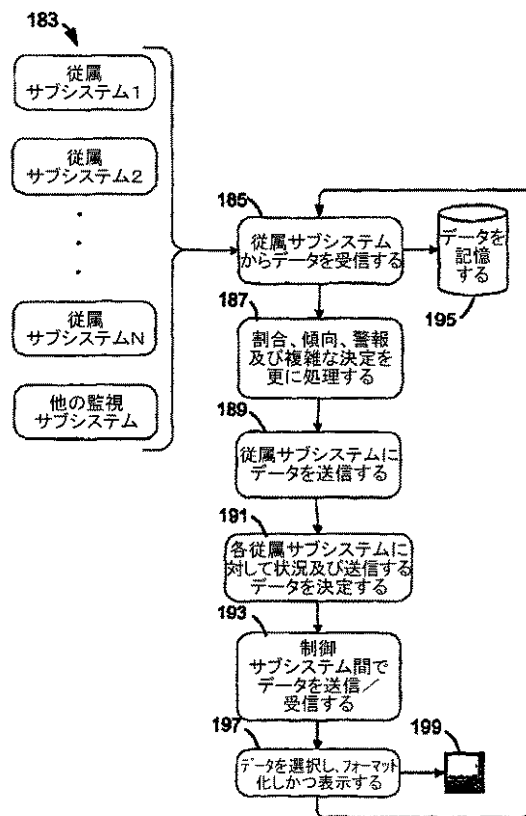 183
従属
サブシステム1
従属
サブシステム2
従属
サブシステムN
他の監視
サブシステム
185
従属サブシステム
からデータを受信する
データを
記憶
する
195
187
割合、傾向、警報
及び複雑な決定を
更に処理する
189
従属サブシステムに
データを送信する
191
各従属サブシステムに
対して状況及び送信する
データを決定する
193
制御
サブシステム間で
データを送信／
受信する
197
データを選択し、フォーマット
化しかつ表示する
199